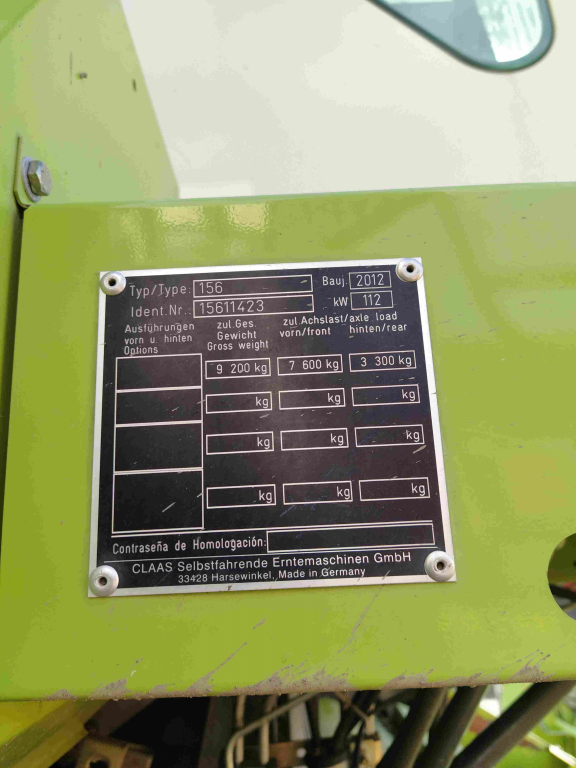 Typ/Type: 156 Bauj. 2012
Ident.Nr.: 15611423 kW 112
Ausführungen vorn u hinten Options
zul.Ges. Gewicht Gross weight
zul.Achslast/axle load
vorn/front hinten/rear
9 200 kg 7 600 kg 3 300 kg
kg kg kg
kg kg kg
kg kg kg
Contraseña de Homologación:
CLAAS Selbstfahrende Erntemaschinen GmbH
33428 Harsewinkel, Made in Germany